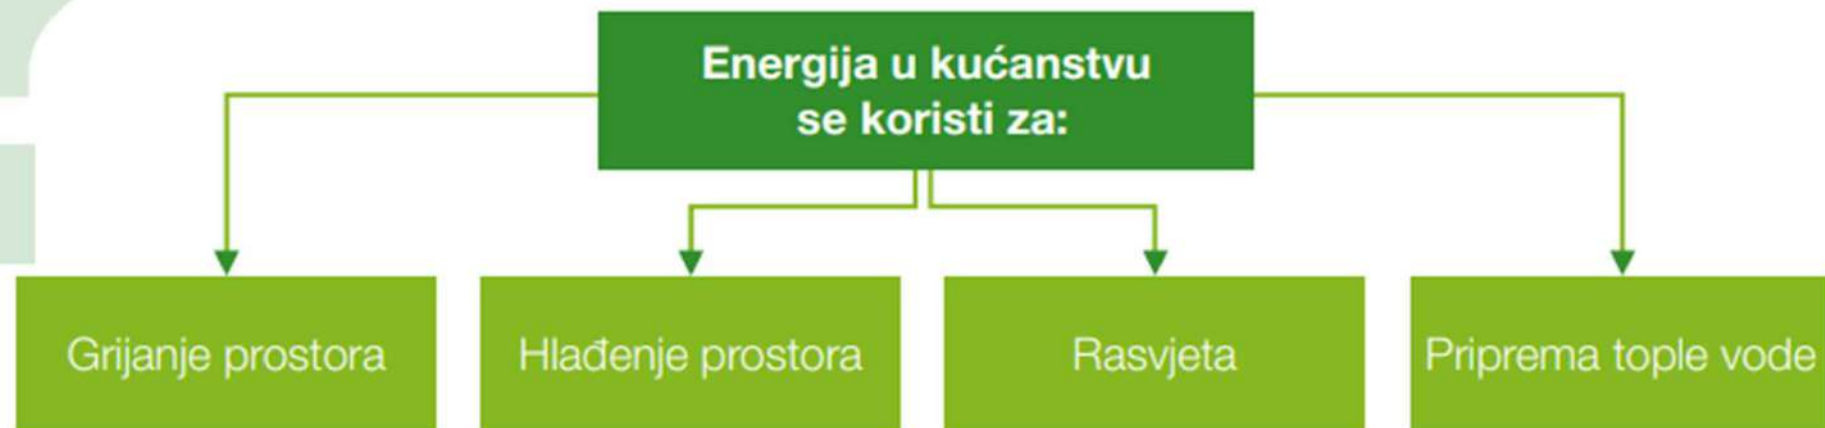 Energija u kućanstvu
se koristi za:
Grijanje prostora
Hlađenje prostora
Rasvjeta
Priprema tople vode